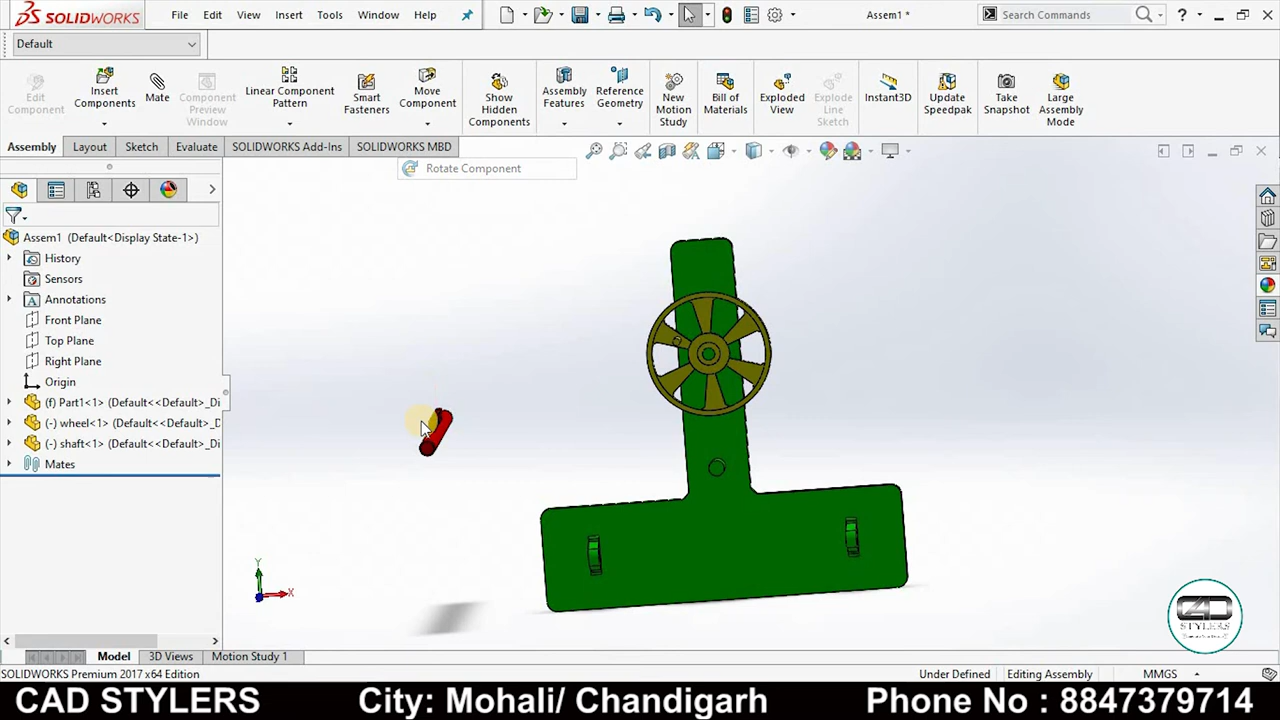 SOLIDWORKS File Edit View Insert Tools Window Help Assem1 * Search Commands ?
Default
Edit Component
Insert Components
Mate
Component Preview Window
Linear Component Pattern
Smart Fasteners
Move Component
Show Hidden Components
Assembly Features
Reference Geometry
New Motion Study
Bill of Materials
Exploded View
Explode Line Sketch
Instant3D
Update Speedpak
Take Snapshot
Large Assembly Mode
Assembly Layout Sketch Evaluate SOLIDWORKS Add-Ins SOLIDWORKS MBD
Rotate Component
Assem1 (Default<Display State-1>)
History
Sensors
Annotations
Front Plane
Top Plane
Right Plane
Origin
(f) Part1<1> (Default<<Default>_Di
(-) wheel<1> (Default<<Default>_D
(-) shaft<1> (Default<<Default>_Di
Mates
Y
X
STYLERS
Model 3D Views Motion Study 1
SOLIDWORKS Premium 2017 x64 Edition Under Defined Editing Assembly MMGS
CAD STYLERS City: Mohali/ Chandigarh Phone No : 8847379714